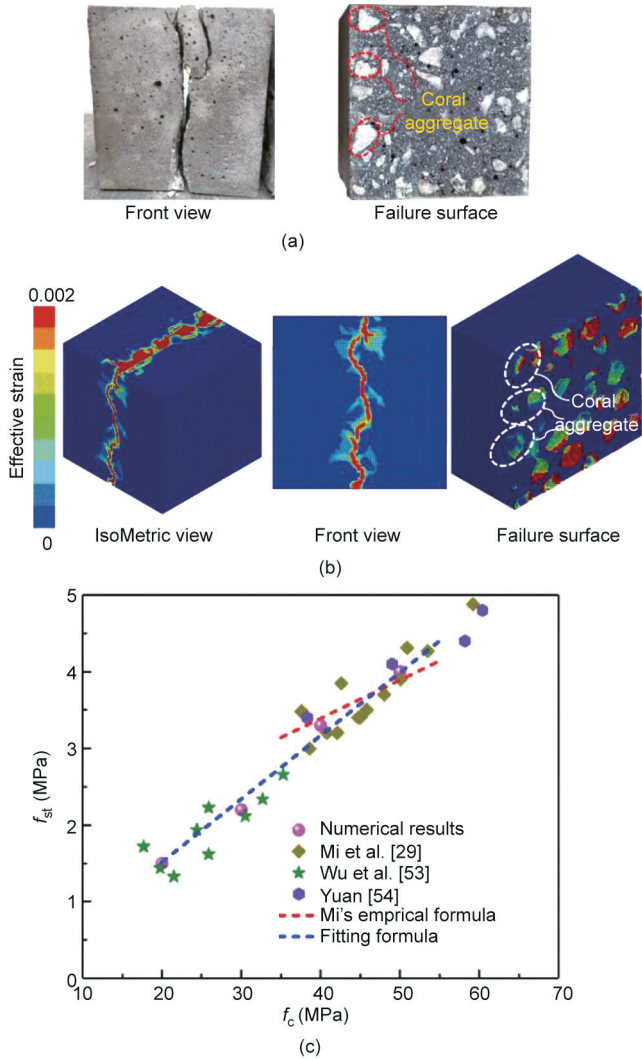 Coral
aggregate
Front view
Failure surface
(a)
0.002
Effective strain
0
Coral
aggregate
IsoMetric view
Front view
Failure surface
(b)
5
4
3
2
1
0
f_st (MPa)
Numerical results
Mi et al. [29]
Wu et al. [53]
Yuan [54]
Mi's emprical formula
Fitting formula
10 20 30 40 50 60 70
f_c (MPa)
(c)